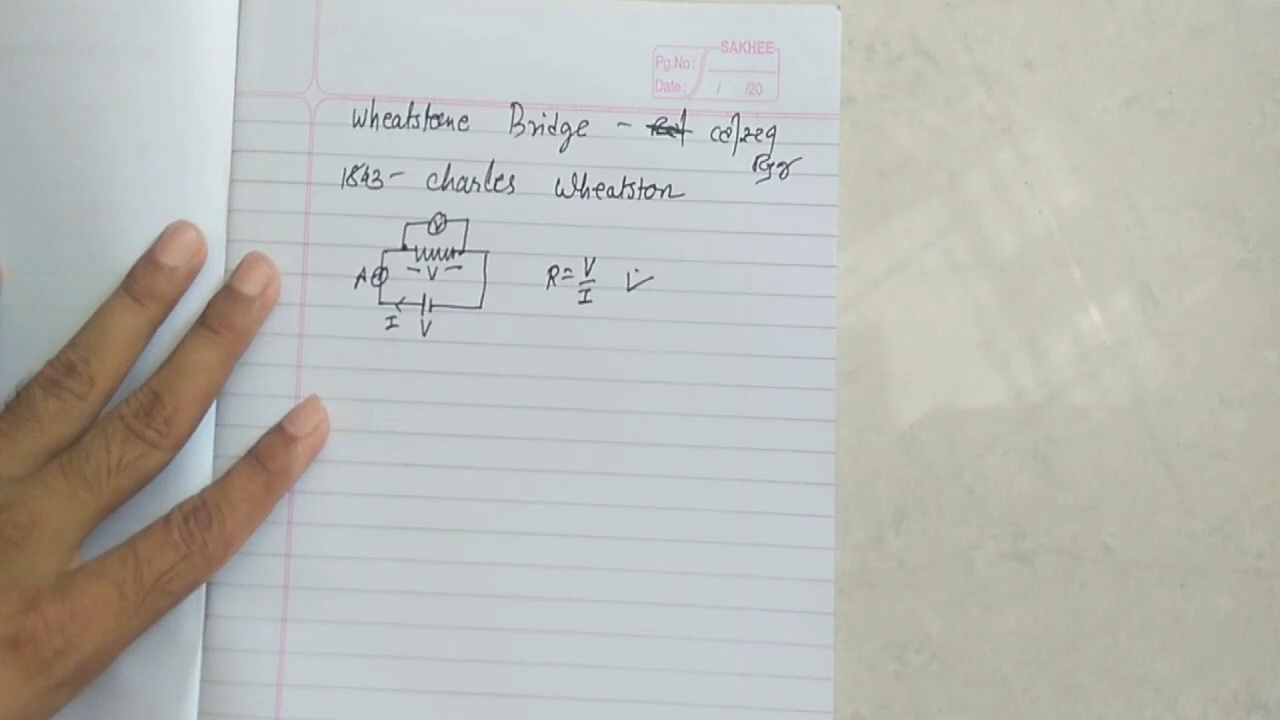 SAKHEE
Pg.No:
Date: / /20
Wheatstone Bridge -
1843- charles Wheatston
V
A - V - R= V/I
I V